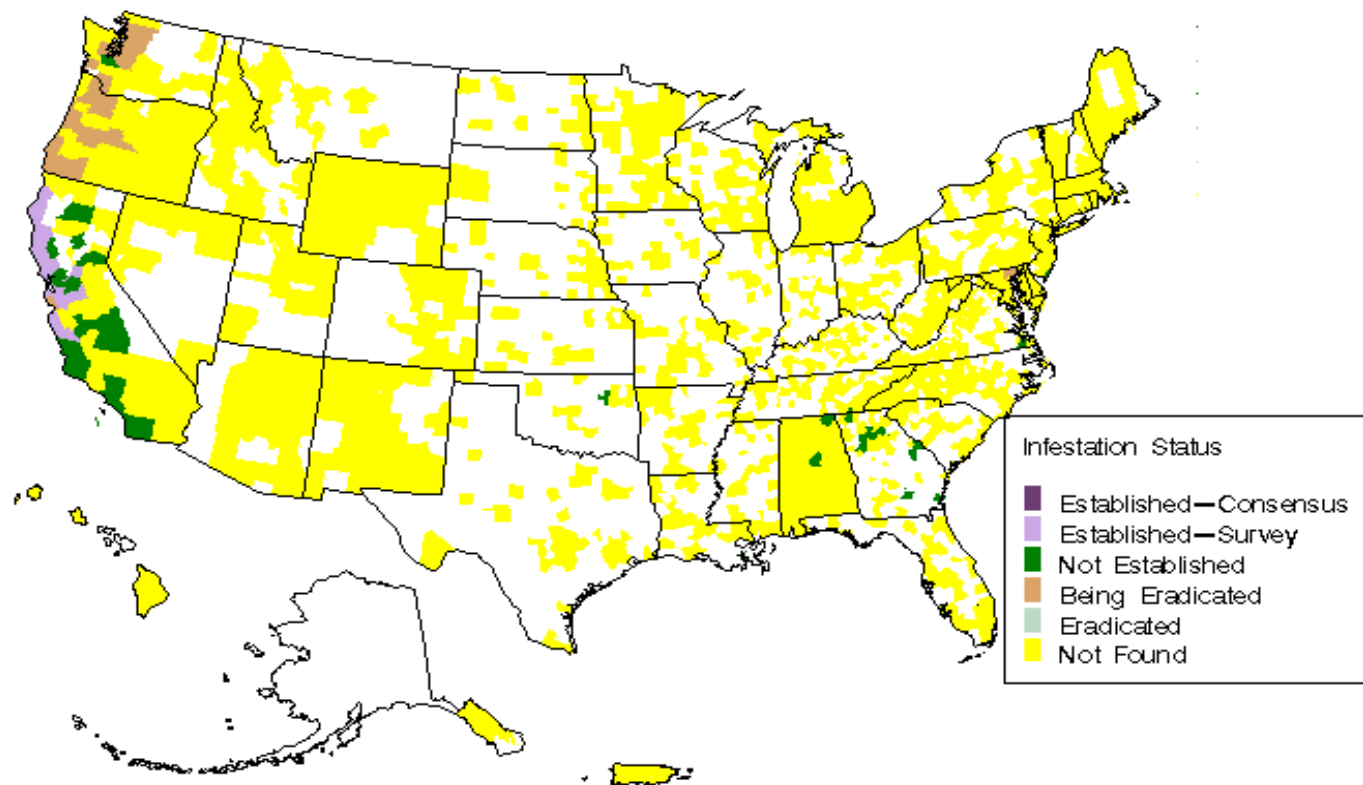 Infestation Status
Established—Consensus
Established—Survey
Not Established
Being Eradicated
Eradicated
Not Found